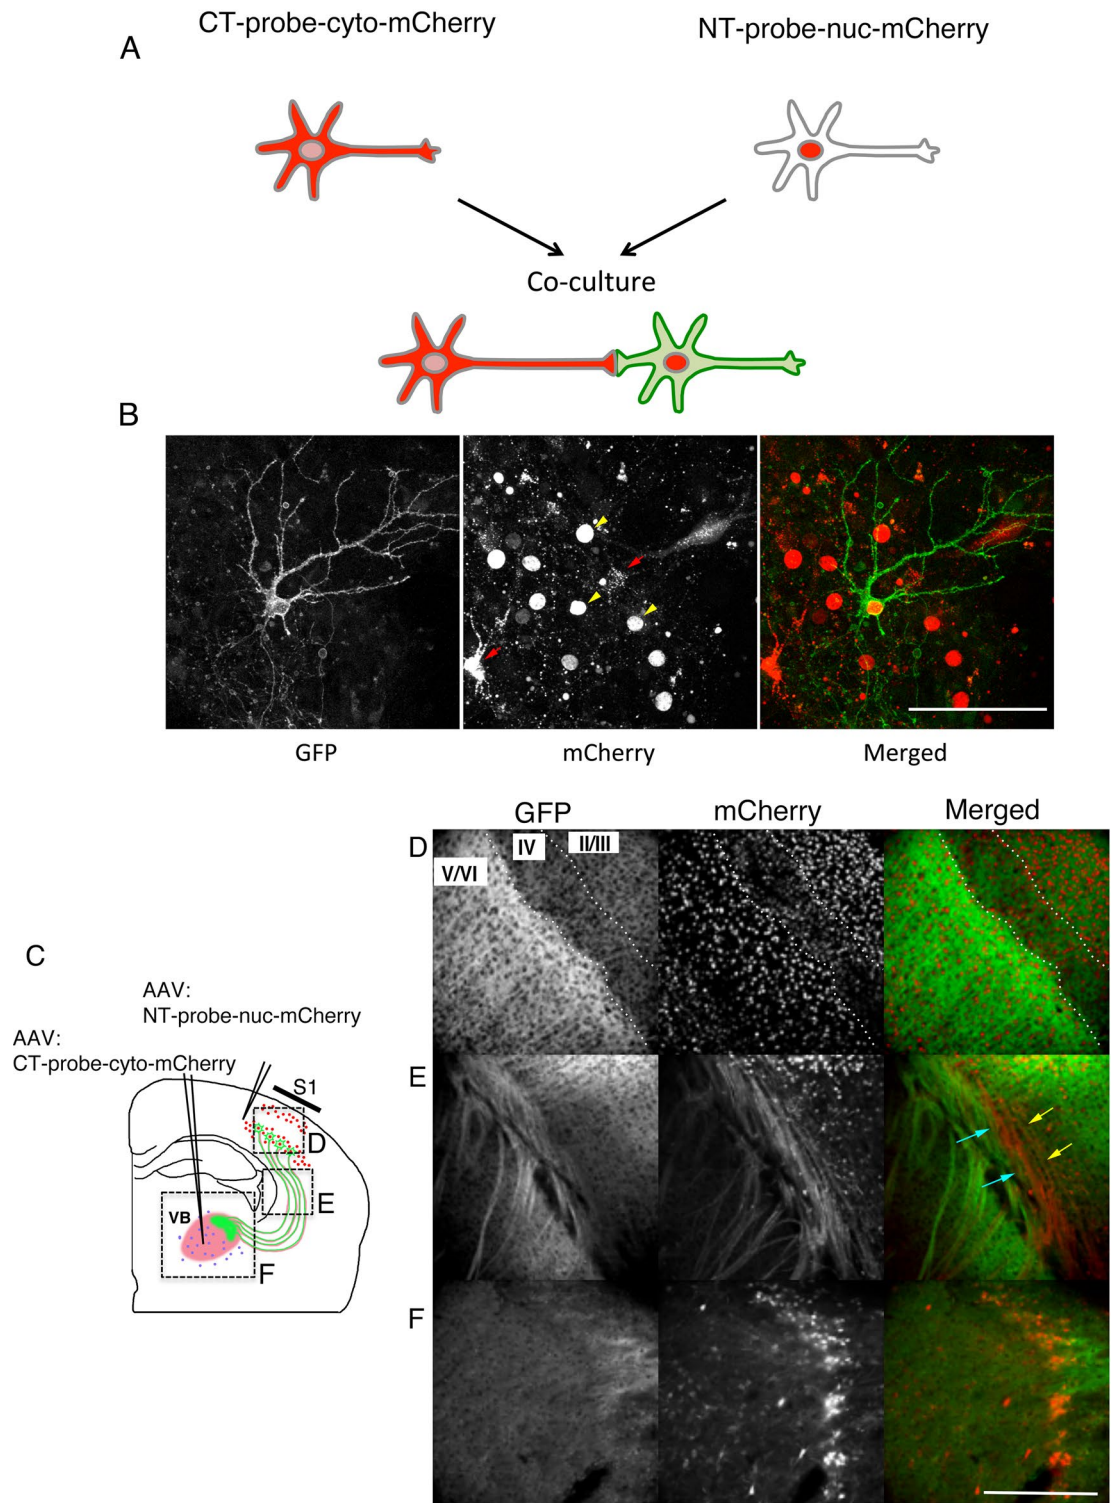 CT-probe-cyto-mCherry
NT-probe-nuc-mCherry
A
Co-culture
B
GFP
mCherry
Merged
GFP
mCherry
Merged
D
IV
II/III
V/VI
C
AAV:
NT-probe-nuc-mCherry
AAV:
CT-probe-cyto-mCherry
S1
D
E
VB
F
E
F